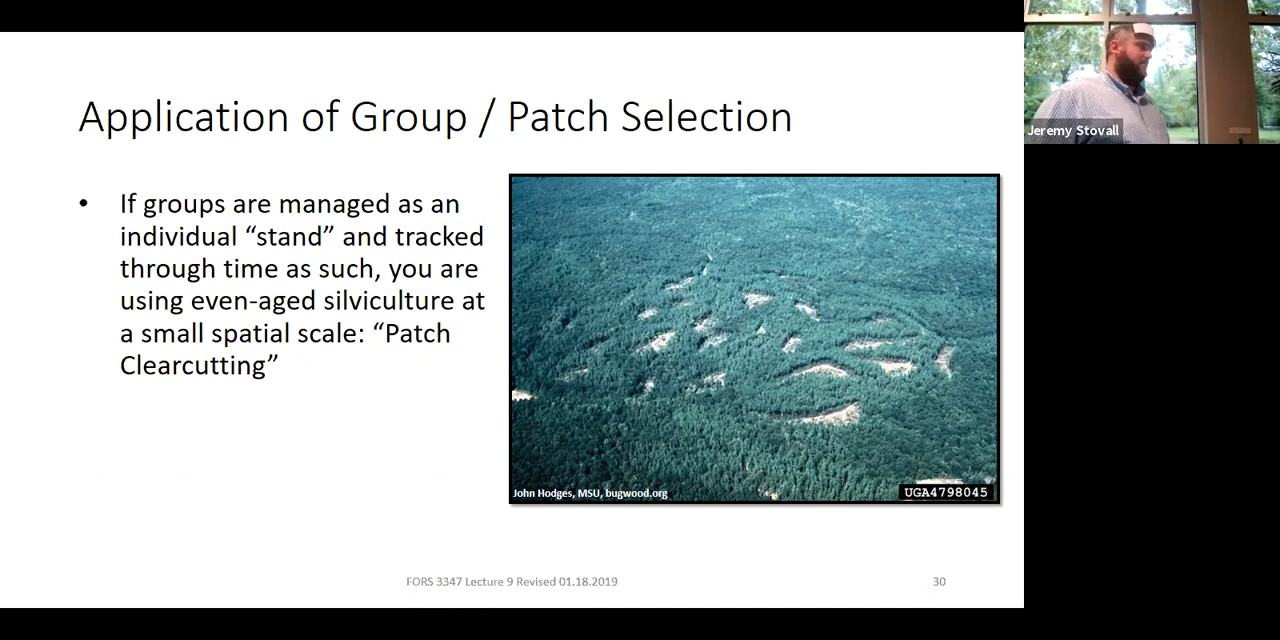 Application of Group / Patch Selection
• If groups are managed as an
individual “stand” and tracked
through time as such, you are
using even-aged silviculture at
a small spatial scale: “Patch
Clearcutting”
John Hodges, MSU, bugwood.org
UGA4798045
FORS 3347 Lecture 9 Revised 01.18.2019
30
Jeremy Stovall